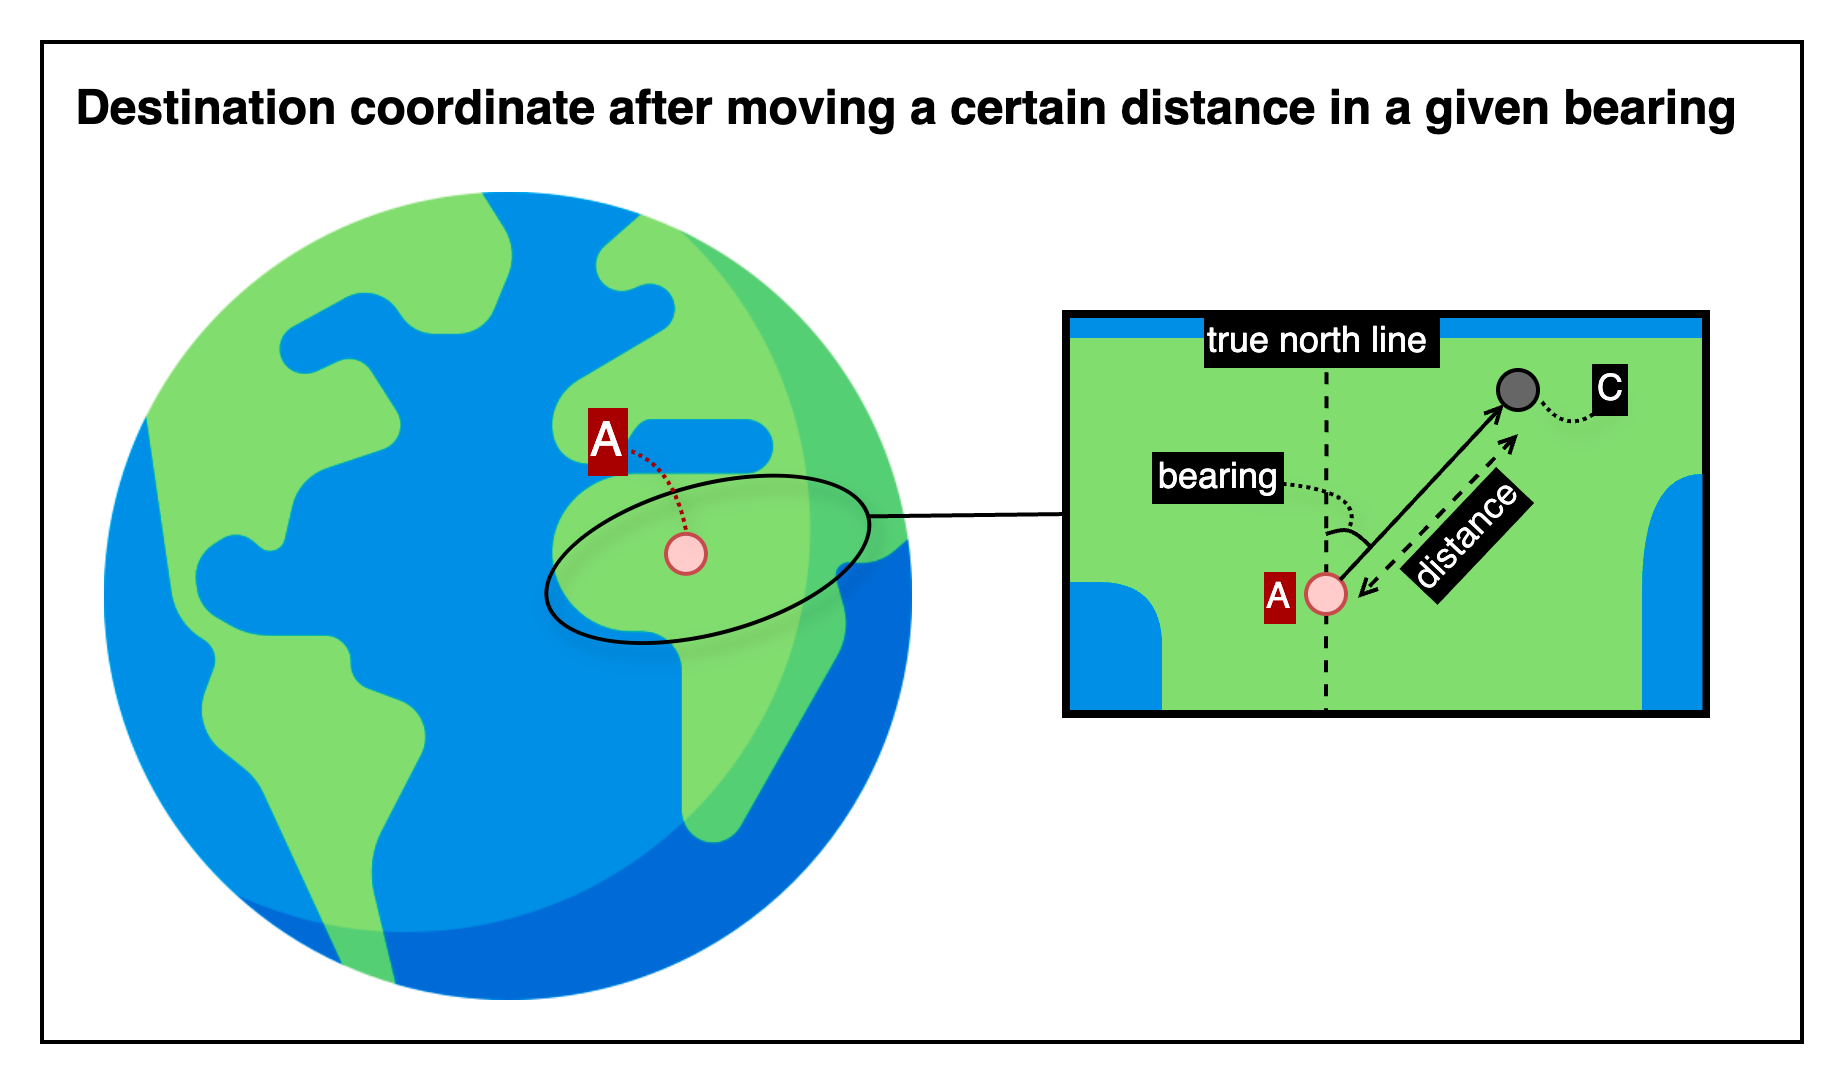 Destination coordinate after moving a certain distance in a given bearing
A
true north line
C
bearing
distance
A